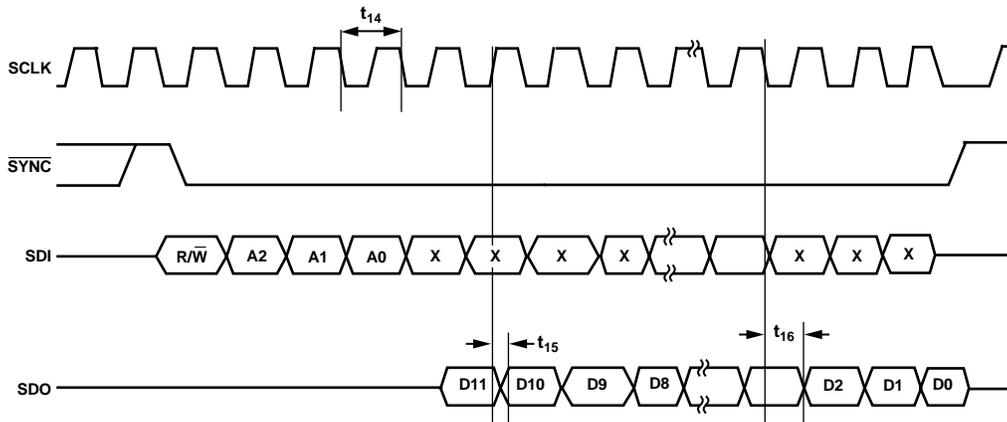 t14
SCLK
SYNC
SDI R/W A2 A1 A0 X X X X X X X
t15 t16
SDO D11 D10 D9 D8 D2 D1 D0